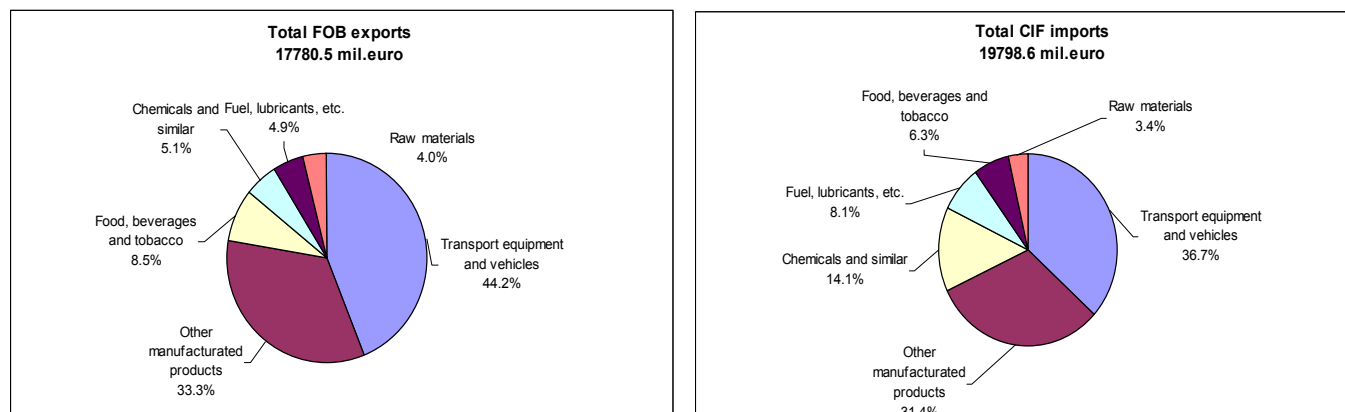 Total FOB exports
17780.5 mil.euro
Chemicals and
similar
5.1%
Fuel, lubricants, etc.
4.9%
Raw materials
4.0%
Food, beverages
and tobacco
8.5%
Transport equipment
and vehicles
44.2%
Other
manufacturated
products
33.3%
Total CIF imports
19798.6 mil.euro
Food, beverages and
tobacco
6.3%
Raw materials
3.4%
Fuel, lubricants, etc.
8.1%
Transport equipment
and vehicles
36.7%
Chemicals and similar
14.1%
Other
manufacturated
products
31.4%